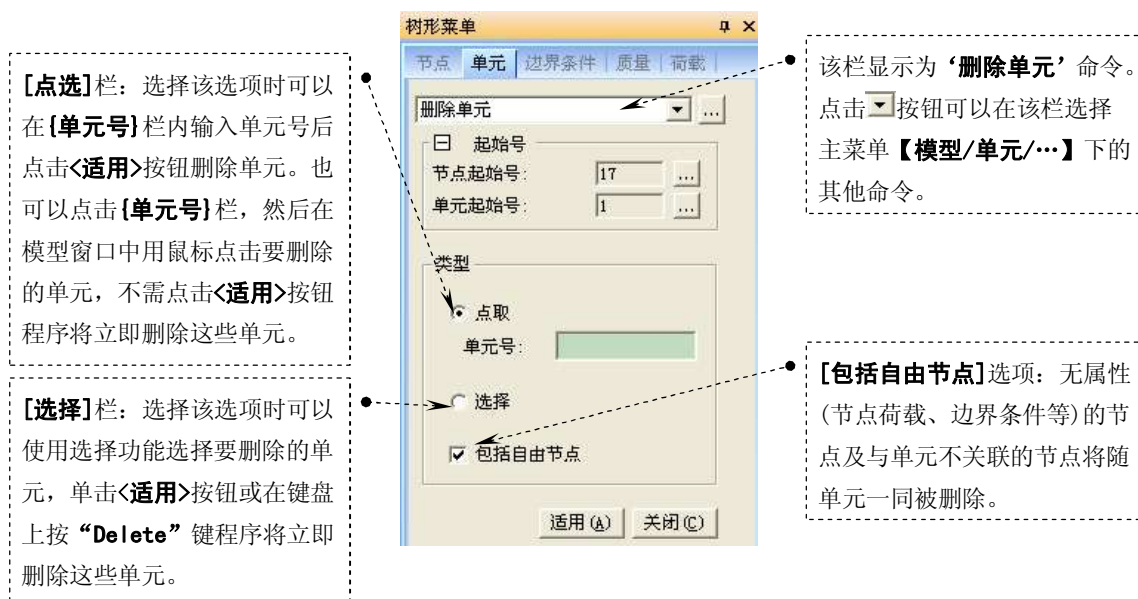 [点选]栏：选择该选项时可以
在{单元号}栏内输入单元号后
点击<适用>按钮删除单元。也
可以点击{单元号}栏，然后在
模型窗口中用鼠标点击要删除
的单元，不需点击<适用>按钮
程序将立即删除这些单元。
[选择]栏：选择该选项时可以
使用选择功能选择要删除的单
元，单击<适用>按钮或在键盘
上按“Delete”键程序将立即
删除这些单元。
树形菜单
节点 单元 边界条件 质量 荷载
删除单元 ...
起始号
节点起始号: 17 ...
单元起始号: 1 ...
类型
点取
单元号:
选择
包括自由节点
适用(A) 关闭(C)
该栏显示为‘删除单元’命令。
点击按钮可以在该栏选择
主菜单【模型/单元/…】下的
其他命令。
[包括自由节点]选项：无属性
(节点荷载、边界条件等)的节
点及与单元不关联的节点将随
单元一同被删除。